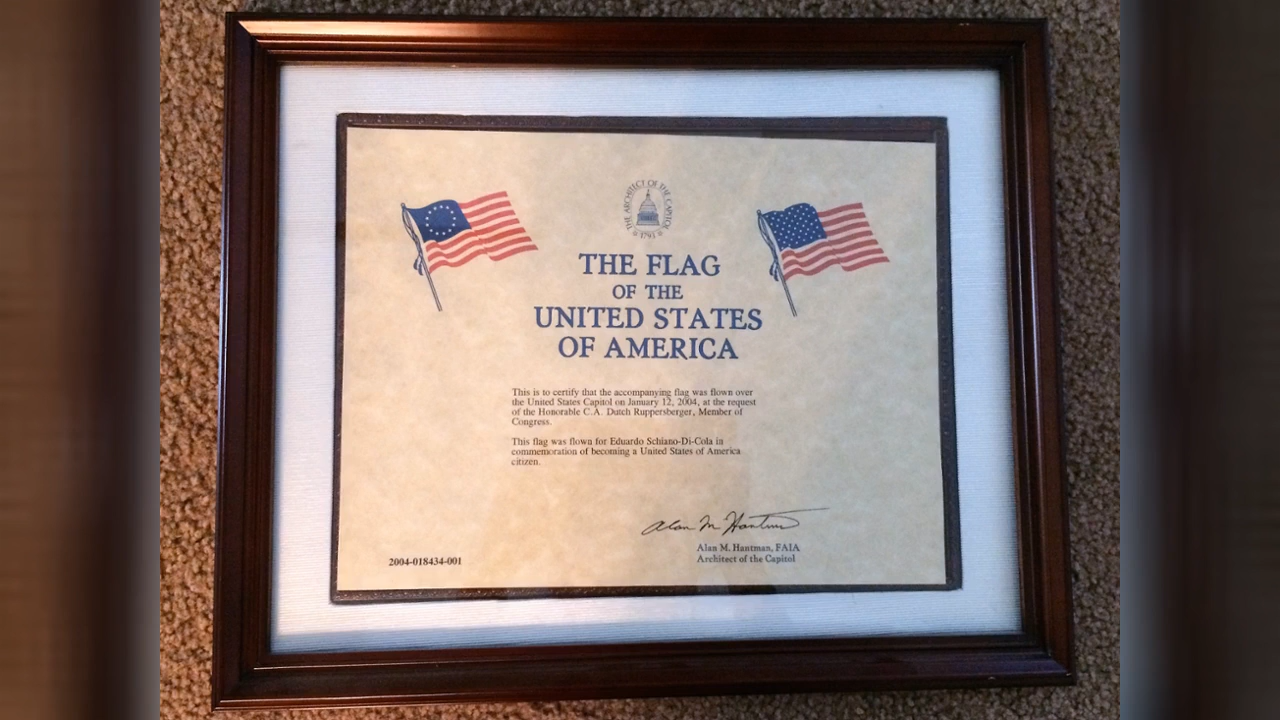 THE ARCHITECT OF THE CAPITOL
1793
THE FLAG
OF THE
UNITED STATES
OF AMERICA
This is to certify that the accompanying flag was flown over
the United States Capitol on January 12, 2004, at the request
of the Honorable C.A. Dutch Ruppersberger, Member of
Congress.
This flag was flown for Eduardo Schiano-Di-Cola in
commemoration of becoming a United States of America
citizen.
Alan M. Hantman
Alan M. Hantman, FAIA
Architect of the Capitol
2004-018434-001